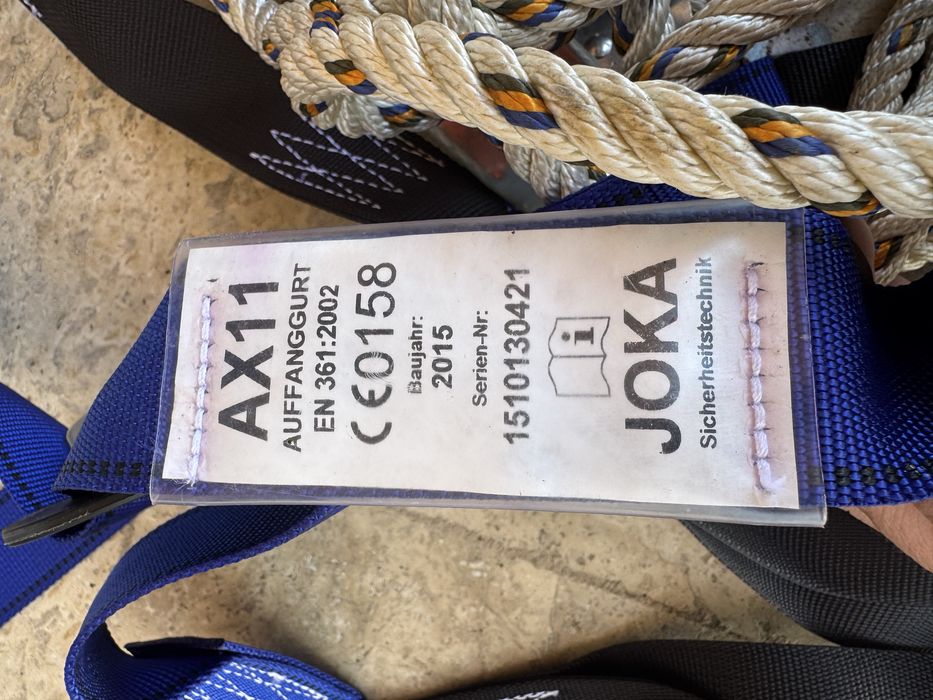 AX11
AUFFANGGURT
EN 361:2002
CE0158
Baujahr:
2015
Serien-Nr:
1510130421
i
JOKA
Sicherheitstechnik